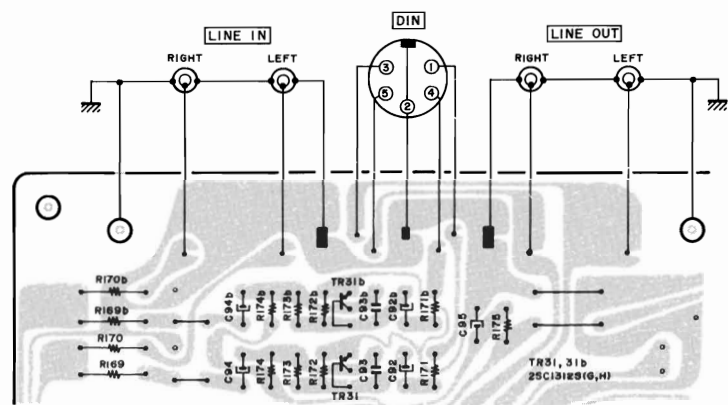 LINE IN
DIN
LINE OUT
RIGHT
LEFT
3
1
5
4
2
RIGHT
LEFT
R170b
R169b
R170
R169
C94b
R174b
R173b
R172b
TR31b
C93b
C92b
R171b
C95
R175
C94
R174
R173
R172
TR31
C93
C92
R171
TR31, 31b
2SC1312S(G,H)